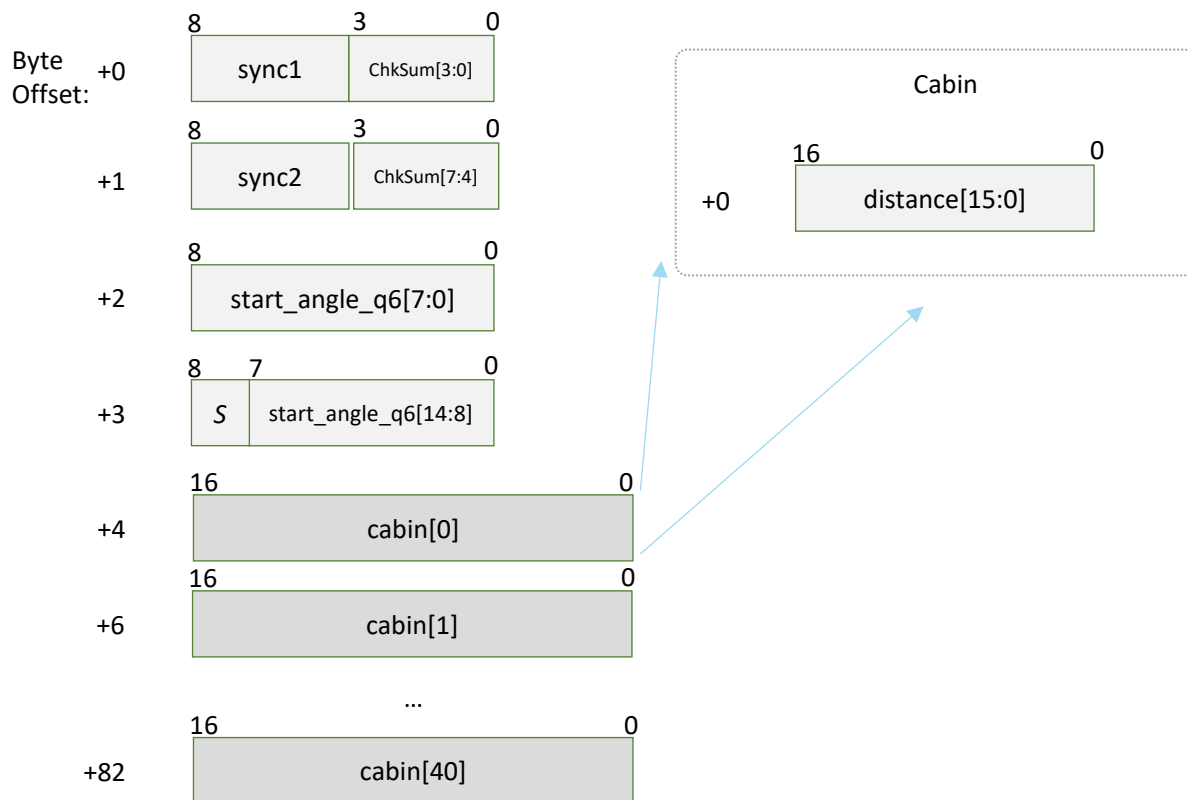 8 3 0
Byte
Offset:
+0 sync1 ChkSum[3:0]
8 3 0
+1 sync2 ChkSum[7:4]
8 0
+2 start_angle_q6[7:0]
8 7 0
+3 S start_angle_q6[14:8]
16 0
+4 cabin[0]
16 0
+6 cabin[1]
...
16 0
+82 cabin[40]
Cabin
16 0
+0 distance[15:0]